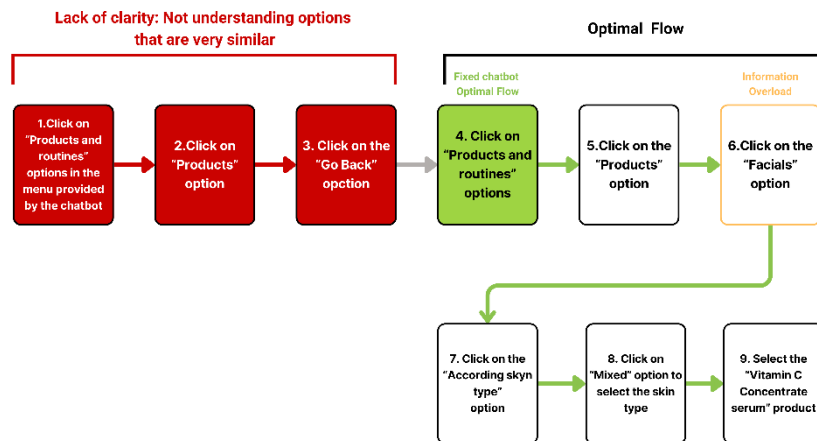 Lack of clarity: Not understanding options
that are very similar
Optimal Flow
Fixed chatbot
Optimal Flow
Information
Overload
1.Click on
"Products and
routines"
options in the
menu provided
by the chatbot
2.Click on
"Products"
option
3. Click on the
"Go Back"
opction
4. Click on
"Products and
routines"
options
5.Click on the
"Products"
option
6.Click on the
"Facials"
option
7. Click on the
"According skyn
type"
option
8. Click on
"Mixed" option to
select the skin
type
9. Select the
"Vitamin C
Concentrate
serum" product